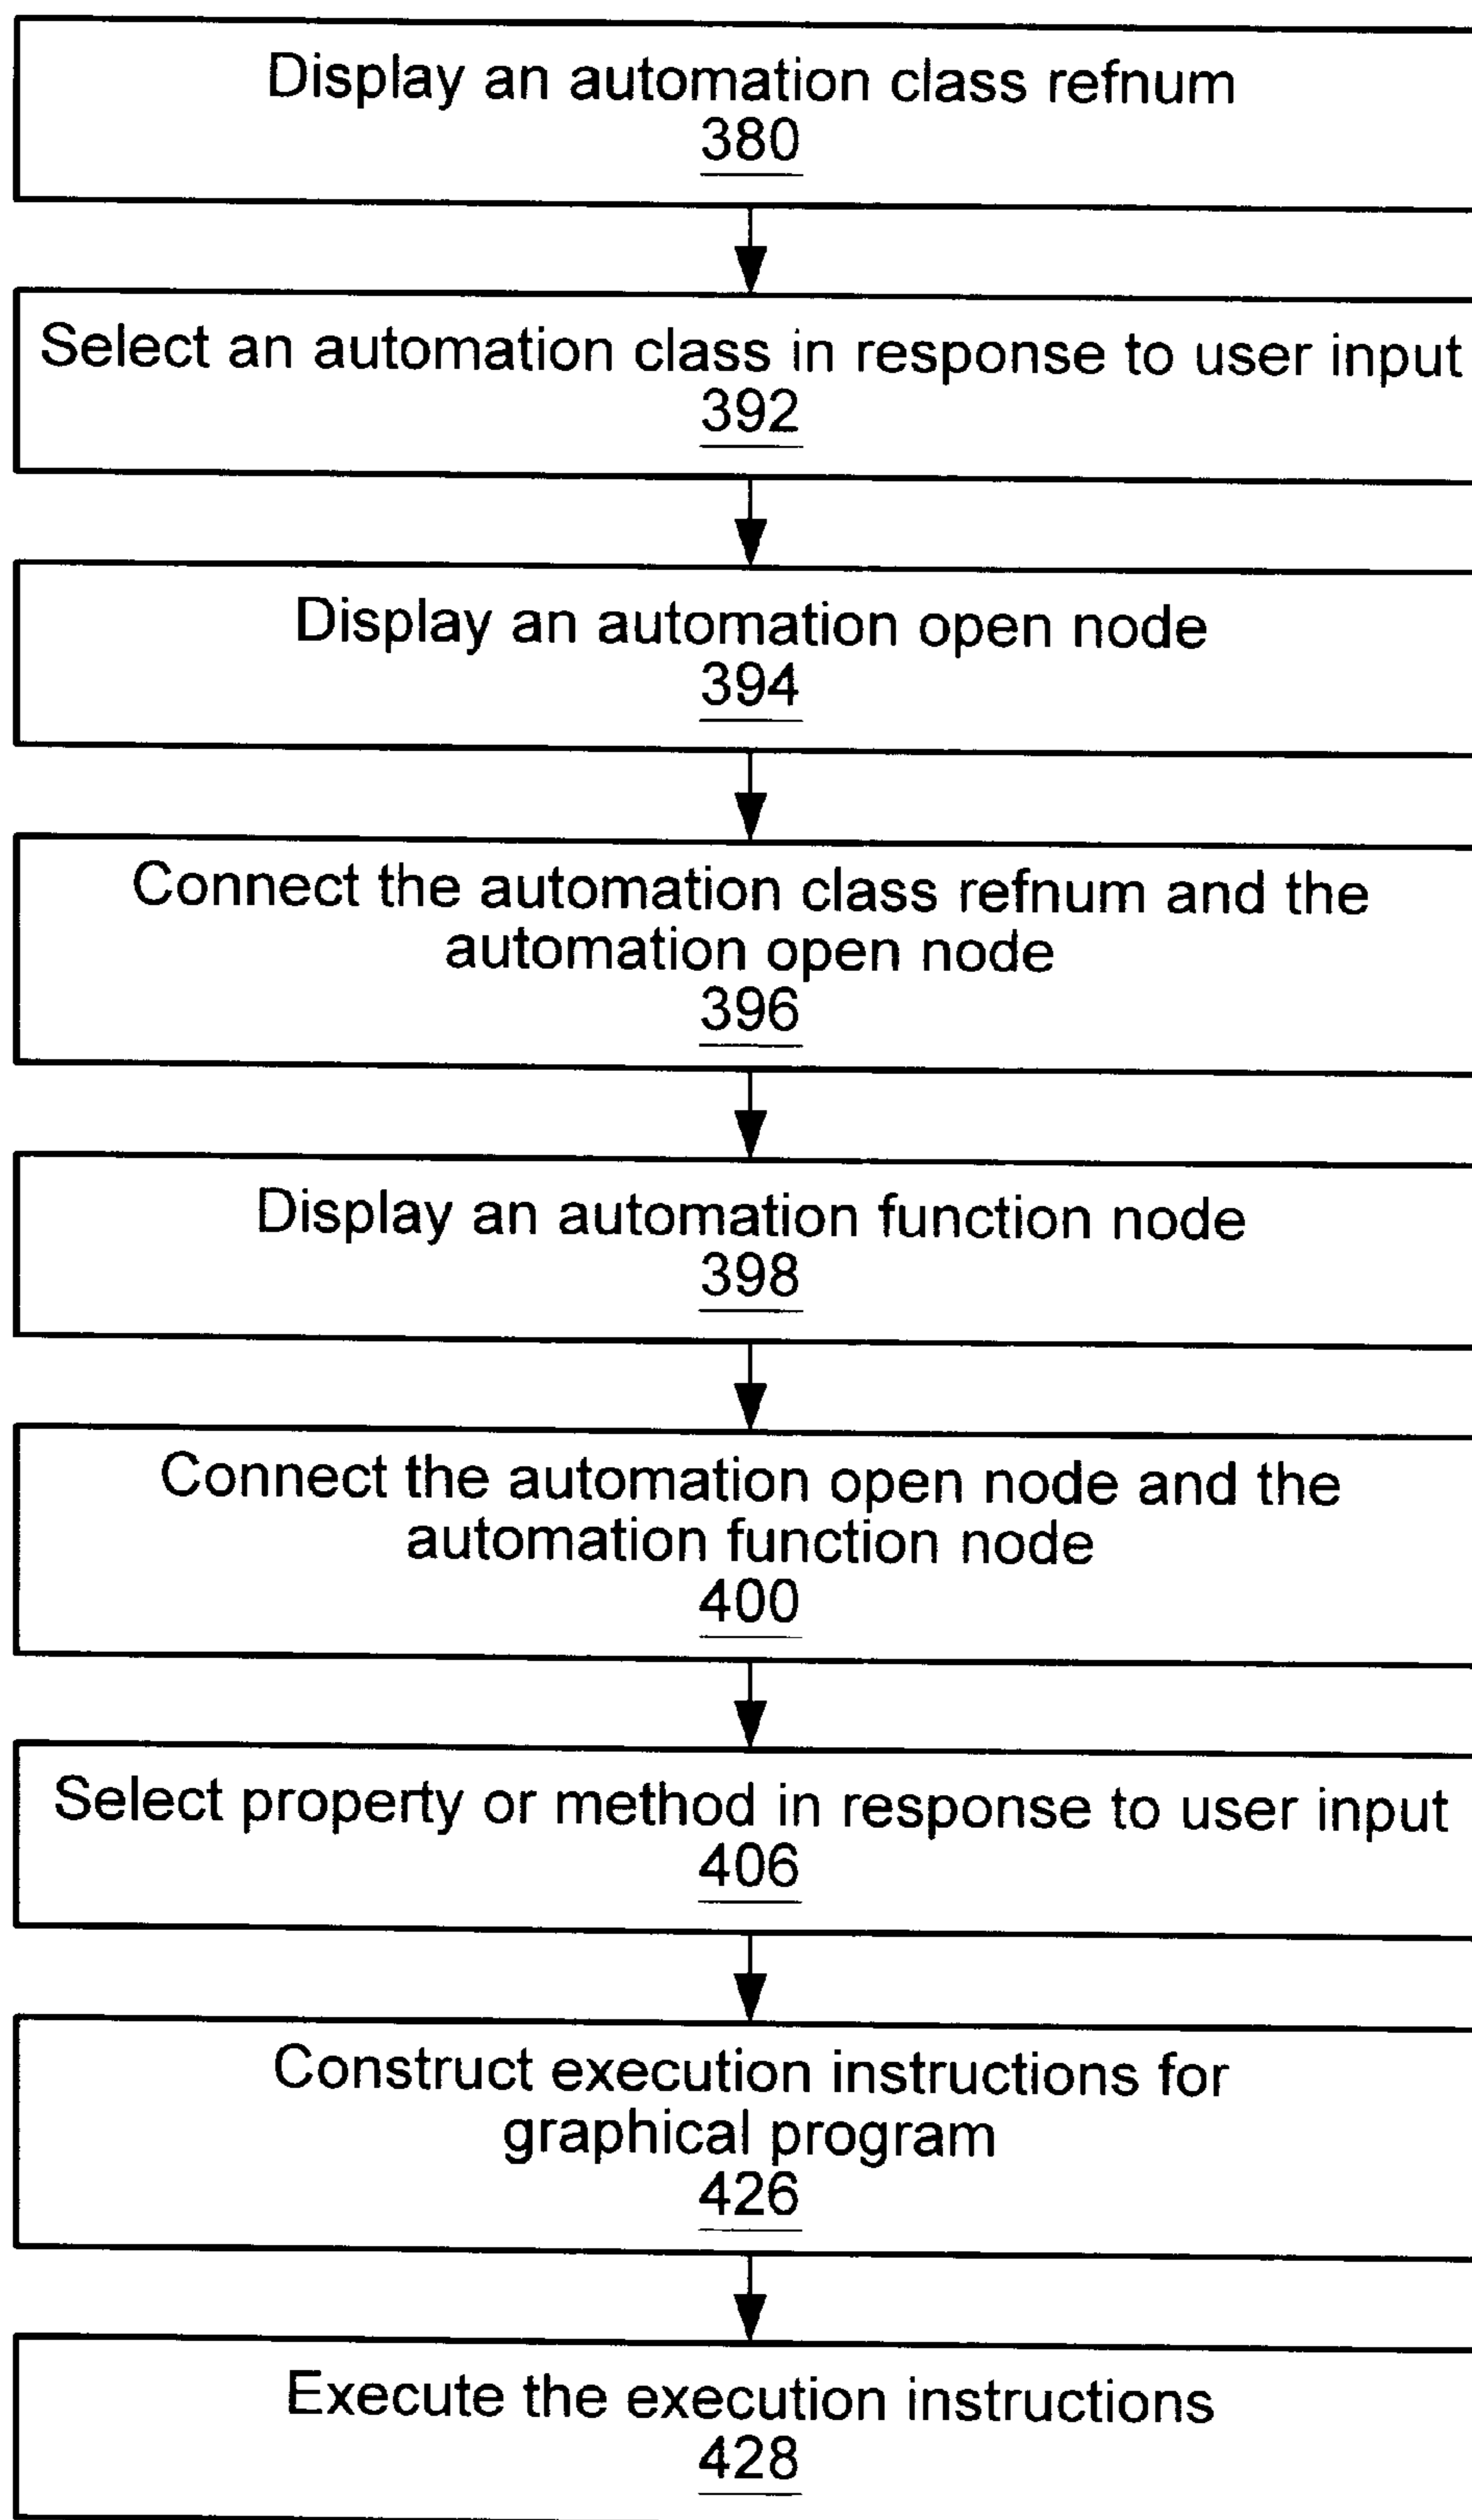 Display an automation class refnum
380
Select an automation class in response to user input
392
Display an automation open node
394
Connect the automation class refnum and the
automation open node
396
Display an automation function node
398
Connect the automation open node and the
automation function node
400
Select property or method in response to user input
406
Construct execution instructions for
graphical program
426
Execute the execution instructions
428